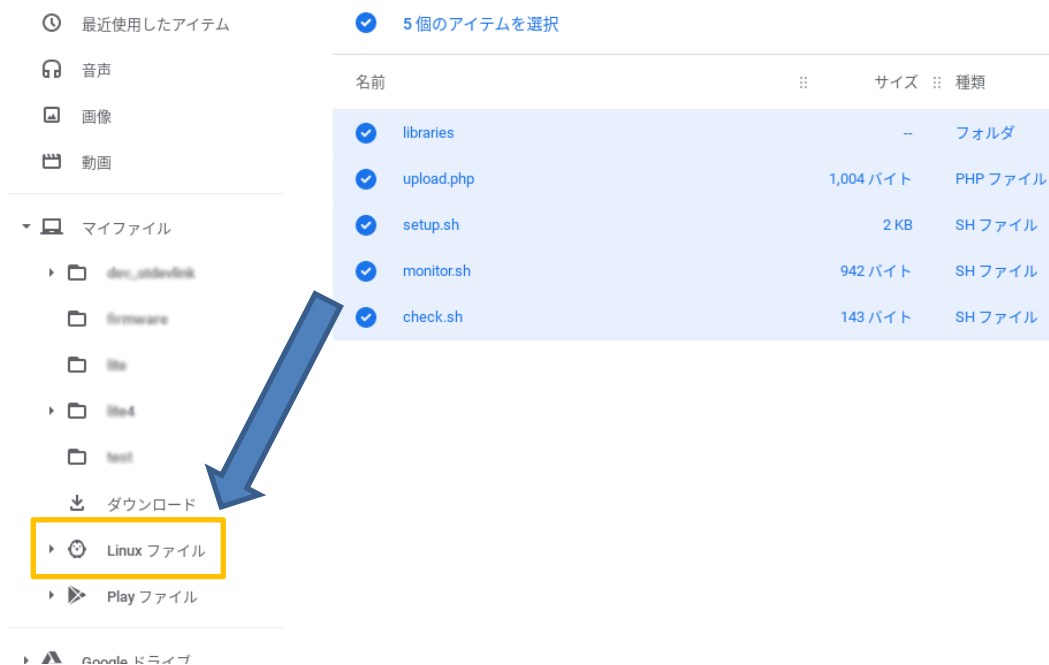 最近使用したアイテム
音声
画像
動画
マイファイル
ダウンロード
Linux ファイル
Play ファイル
Google ドライブ
5 個のアイテムを選択
名前 サイズ 種類
libraries -- フォルダ
upload.php 1,004 バイト PHP ファイル
setup.sh 2 KB SH ファイル
monitor.sh 942 バイト SH ファイル
check.sh 143 バイト SH ファイル